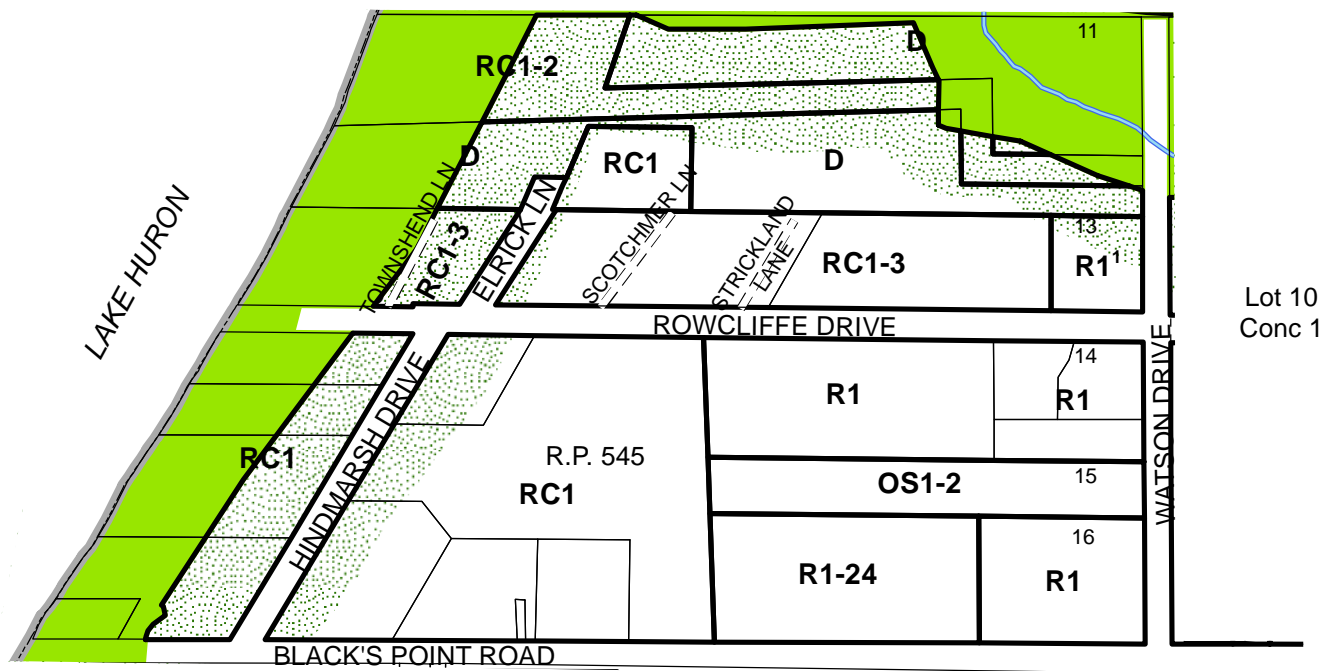 11
D
RC1-2
D
RC1
D
LAKE HURON
TOWNSHEND LN
RC1-3
ELRICK LN
SCOTCHMER LN
STRICKLAND
LANE
RC1-3
13
R1¹
Lot 10
Conc 1
ROWCLIFFE DRIVE
WATSON DRIVE
HINDMARSH DRIVE
14
R1
R1
RC1
R.P. 545
RC1
15
OS1-2
16
R1-24
R1
BLACK'S POINT ROAD